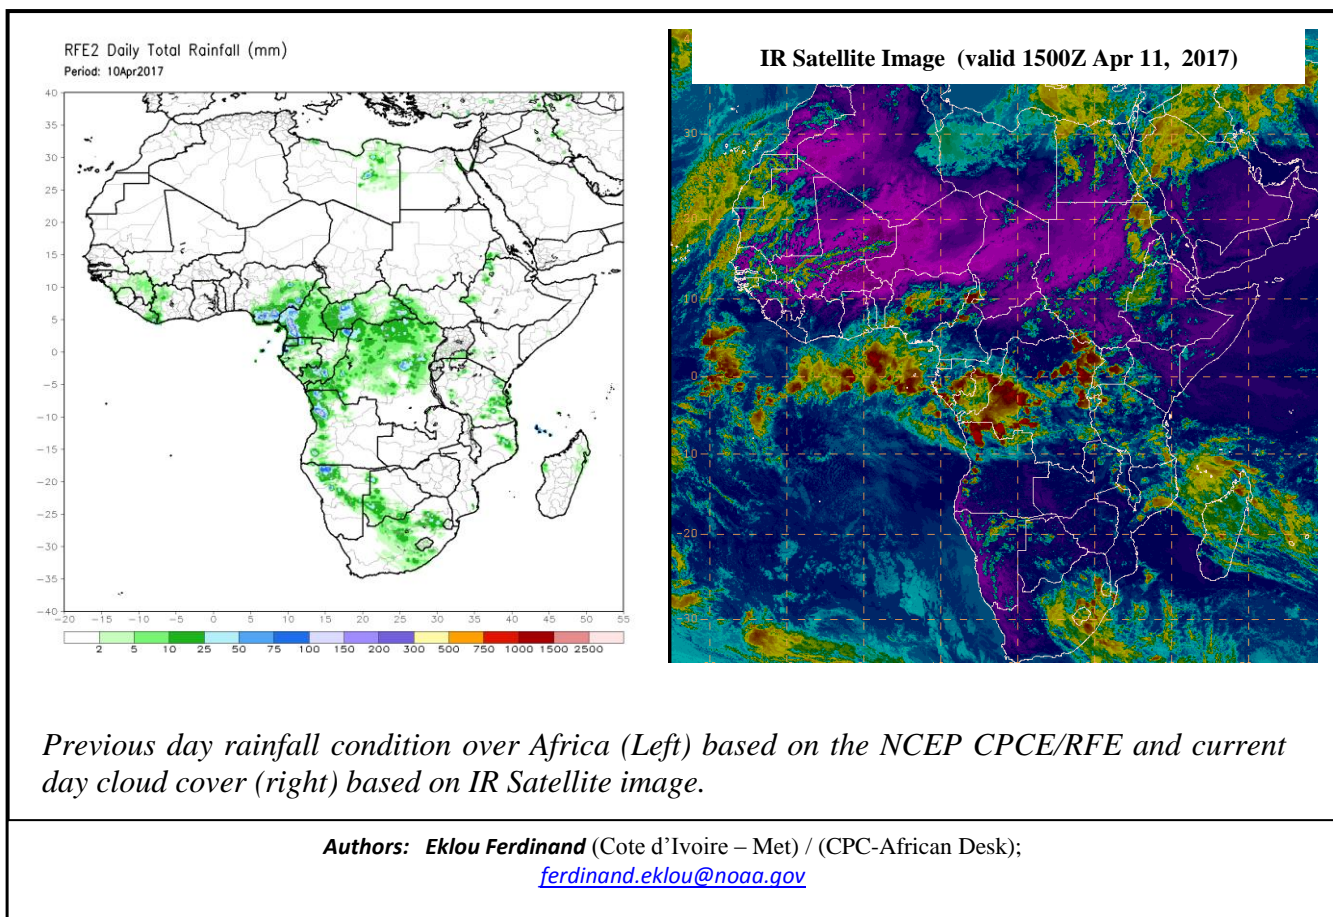 RFE2 Daily Total Rainfall (mm)
Period: 10Apr2017
40
35
30
25
20
15
10
5
0
−5
−10
−15
−20
−25
−30
−35
−40
−20 −15 −10 −5 0 5 10 15 20 25 30 35 40 45 50 55
2 5 10 25 50 75 100 150 200 300 500 750 1000 1500 2500
IR Satellite Image (valid 1500Z Apr 11, 2017)
30
20
10
0
-10
-20
-30
Previous day rainfall condition over Africa (Left) based on the NCEP CPCE/RFE and current
day cloud cover (right) based on IR Satellite image.
Authors: Eklou Ferdinand (Cote d’Ivoire – Met) / (CPC-African Desk);
ferdinand.eklou@noaa.gov